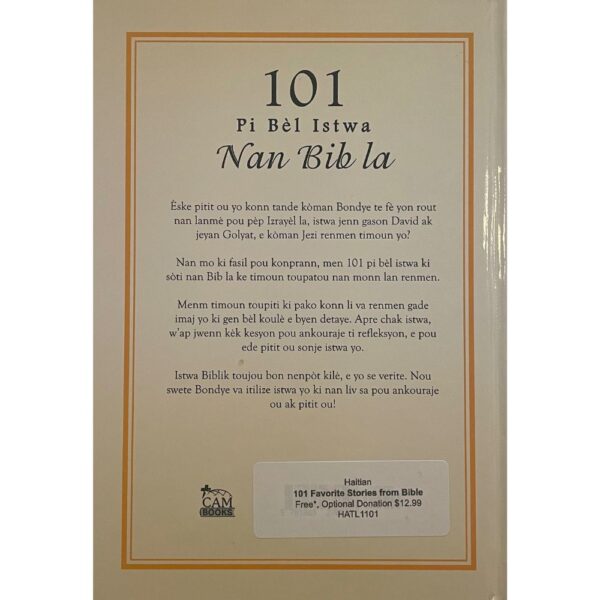 101
Pi Bèl Istwa
Nan Bib la
Èske pitit ou yo konn tande kòman Bondye te fè yon rout
nan lanmè pou pèp Izrayèl la, istwa jenn gason David ak
jeyan Golyat, e kòman Jezi renmen timoun yo?
Nan mo ki fasil pou konprann, men 101 pi bèl istwa ki
sòti nan Bib la ke timoun toupatou nan monn lan renmen.
Menm timoun toupiti ki pako konn li va renmen gade
imaj yo ki gen bèl koulè e byen detaye. Apre chak istwa,
w'ap jwenn kèk kesyon pou ankouraje ti refleksyon, e pou
ede pitit ou sonje istwa yo.
Istwa Biblik toujou bon nenpòt kilè, e yo se verite. Nou
swete Bondye va itilize istwa yo ki nan liv sa pou ankouraje
ou ak pitit ou!
CAM
BOOKS
Haitian
101 Favorite Stories from Bible
Free*, Optional Donation $12.99
HATL1101